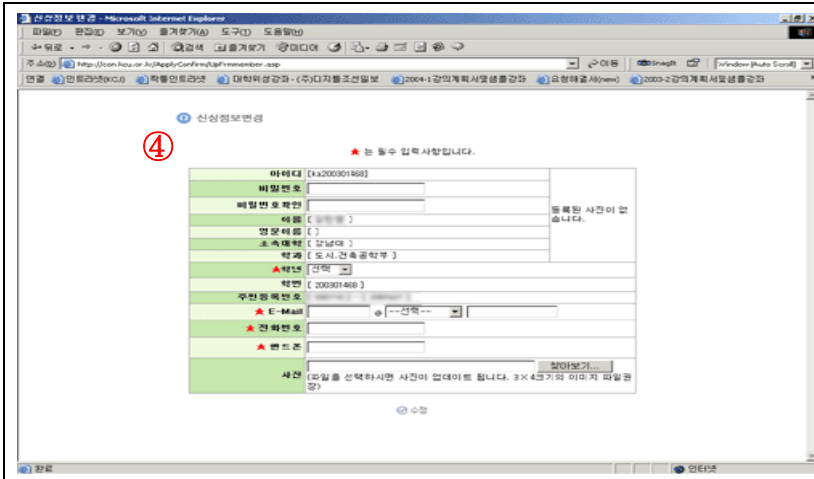 신상정보변경 - Microsoft Internet Explorer
파일(F) 편집(E) 보기(V) 즐겨찾기(A) 도구(T) 도움말(H)
뒤로 검색 즐겨찾기 미디어
주소(D) http://con.kcu.or.kr/ApplyConfirm/UpFrmmember.asp 이동 SnagIt Window (Auto Scroll)
연결 인트라넷(KCU) 학통인트라넷 대학위성강좌 - (주)디지틀조선일보 2004-1강의계획서및샘플강좌 요청해결사(new) 2003-2강의계획서및샘플강좌
신상정보변경
④
★ 는 필수 입력사항입니다.
아이디 [ka200301468]
비밀번호
비밀번호확인
등록된 사진이 없
습니다.
이름 [ ]
영문이름 [ ]
소속대학 [ 강남대 ]
학과 [ 도시.건축공학부 ]
★학년 선택
학번 [ 200301468 ]
주민등록번호
★ E-Mail @ --선택--
★ 전화번호
★ 핸드폰
사진 찾아보기...
(파일을 선택하시면 사진이 업데이트 됩니다. 3×4크기의 이미지 파일권
장)
수정
완료 인터넷